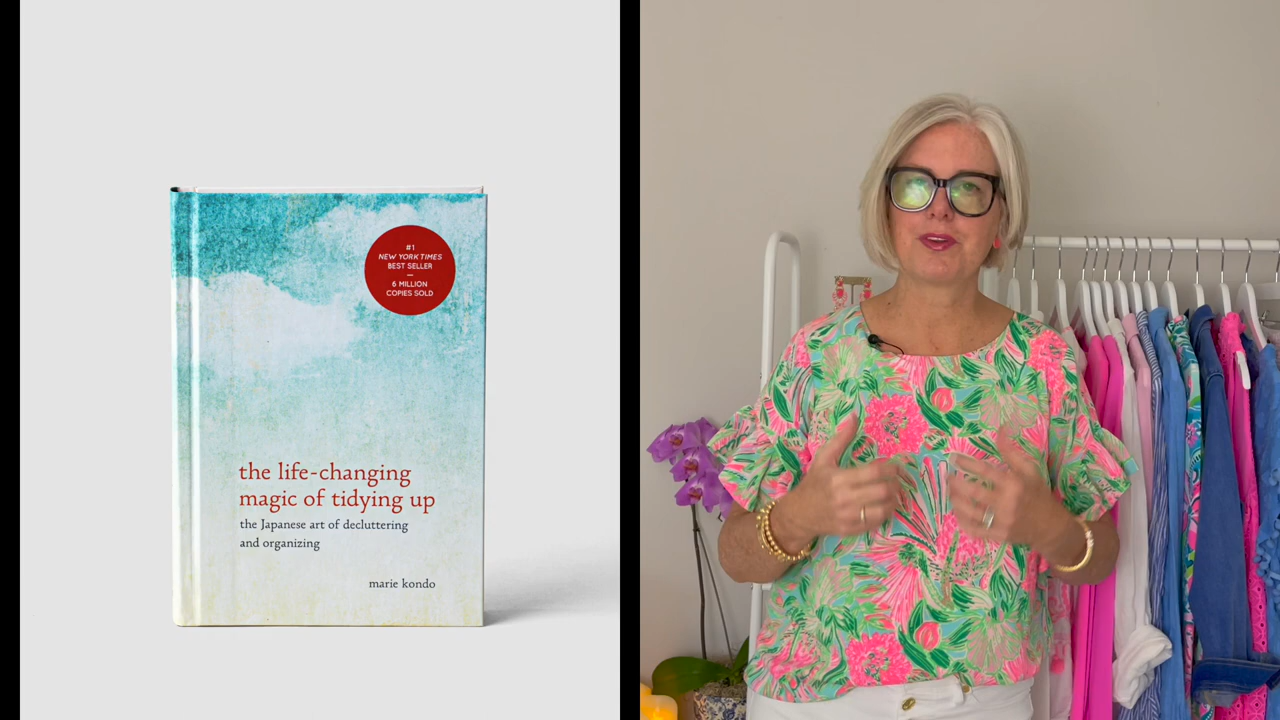 #1
NEW YORK TIMES
BEST SELLER
—
6 MILLION
COPIES SOLD
the life-changing
magic of tidying up
the Japanese art of decluttering
and organizing
marie kondo